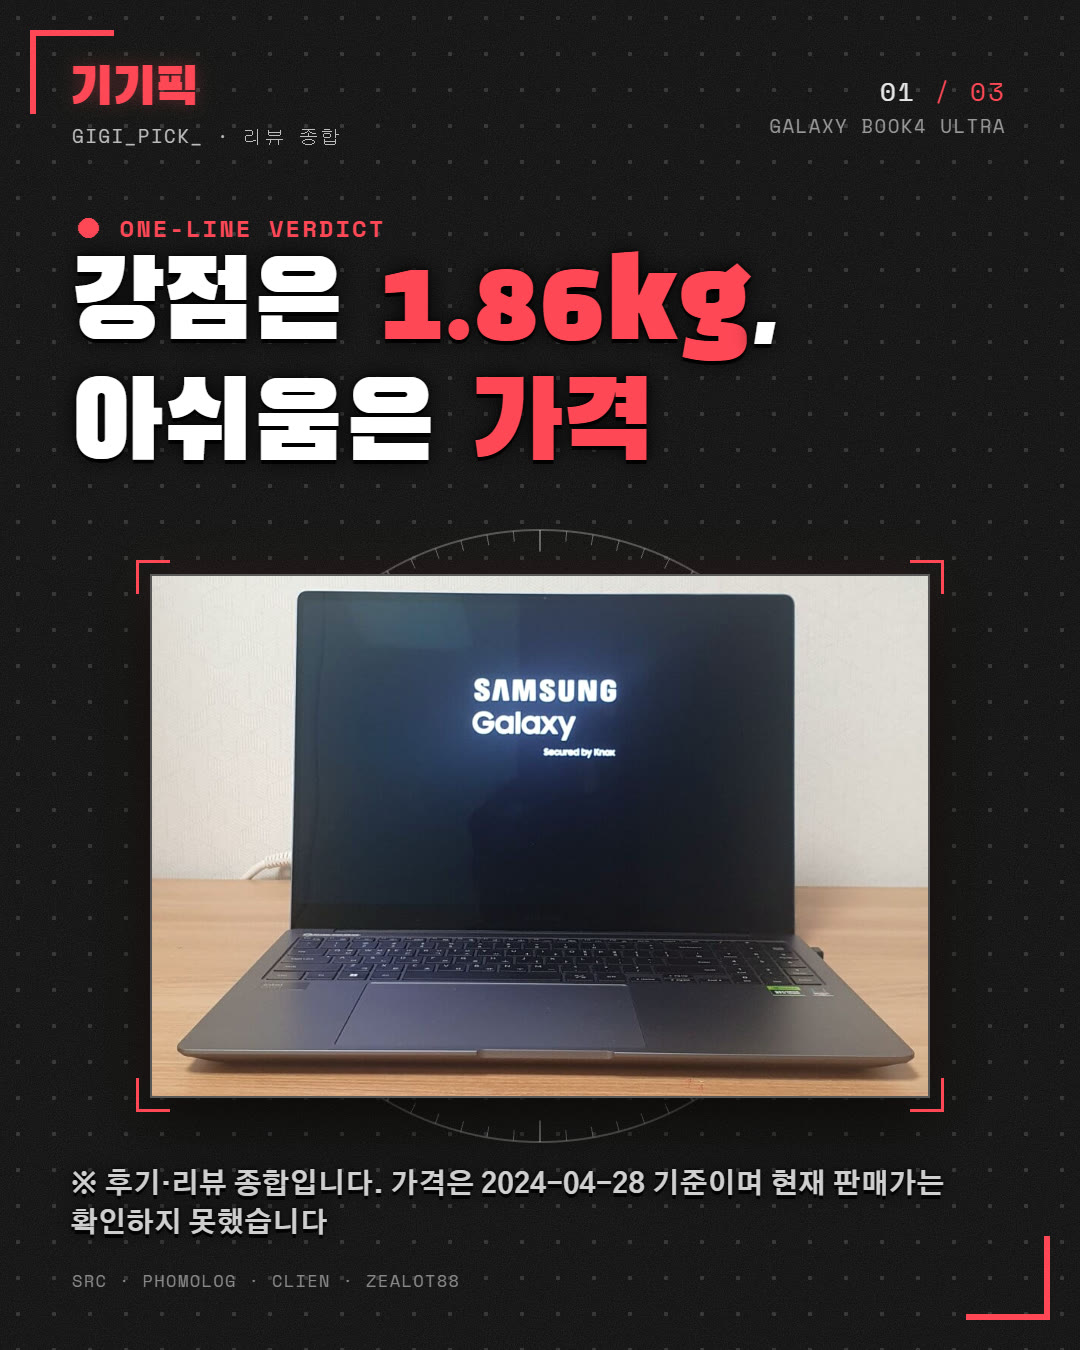 기기픽
GIGI_PICK_ · 리뷰 종합
01 / 03
GALAXY BOOK4 ULTRA
ONE-LINE VERDICT
강점은 1.86kg,
아쉬움은 가격
SAMSUNG
Galaxy
Secured by Knox
※ 후기·리뷰 종합입니다. 가격은 2024-04-28 기준이며 현재 판매가는
확인하지 못했습니다
SRC · PHOMOLOG · CLIEN · ZEALOT88